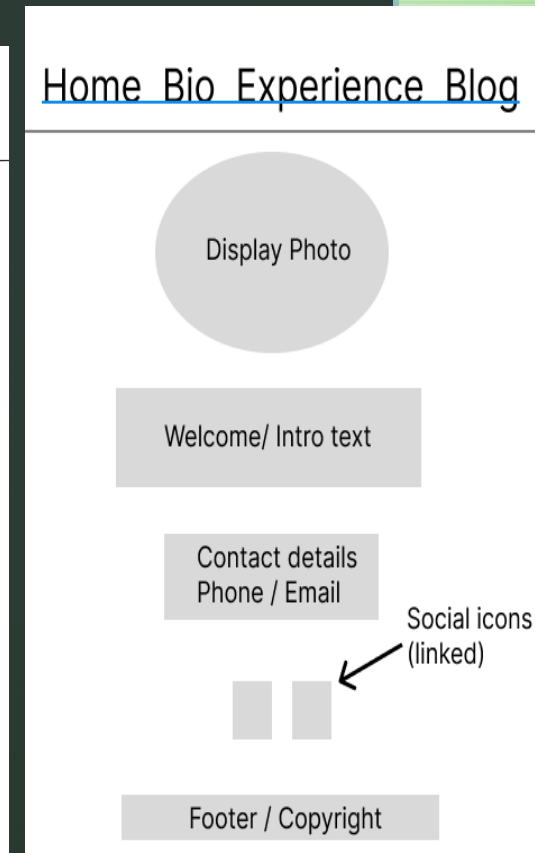 Home Bio Experience Blog
Display Photo
Welcome/ Intro text
Contact details
Phone / Email
Social icons
(linked)
Footer / Copyright